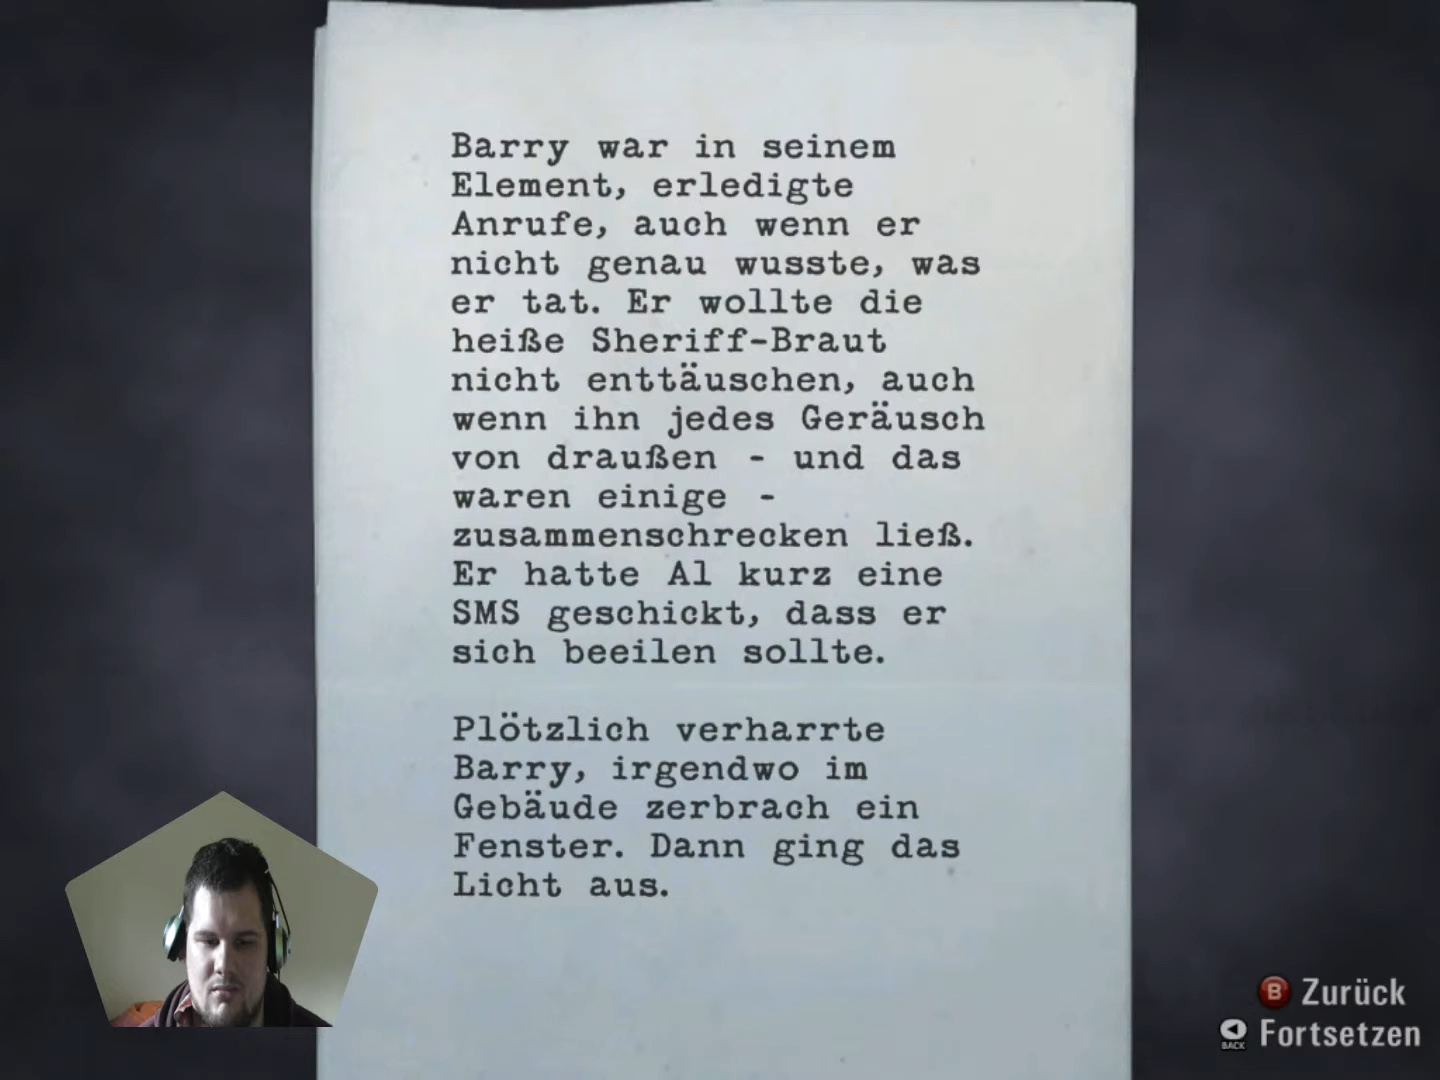 Barry war in seinem
Element, erledigte
Anrufe, auch wenn er
nicht genau wusste, was
er tat. Er wollte die
heiße Sheriff-Braut
nicht enttäuschen, auch
wenn ihn jedes Geräusch
von draußen - und das
waren einige -
zusammenschrecken ließ.
Er hatte Al kurz eine
SMS geschickt, dass er
sich beeilen sollte.
Plötzlich verharrte
Barry, irgendwo im
Gebäude zerbrach ein
Fenster. Dann ging das
Licht aus.
B Zurück
BACK Fortsetzen